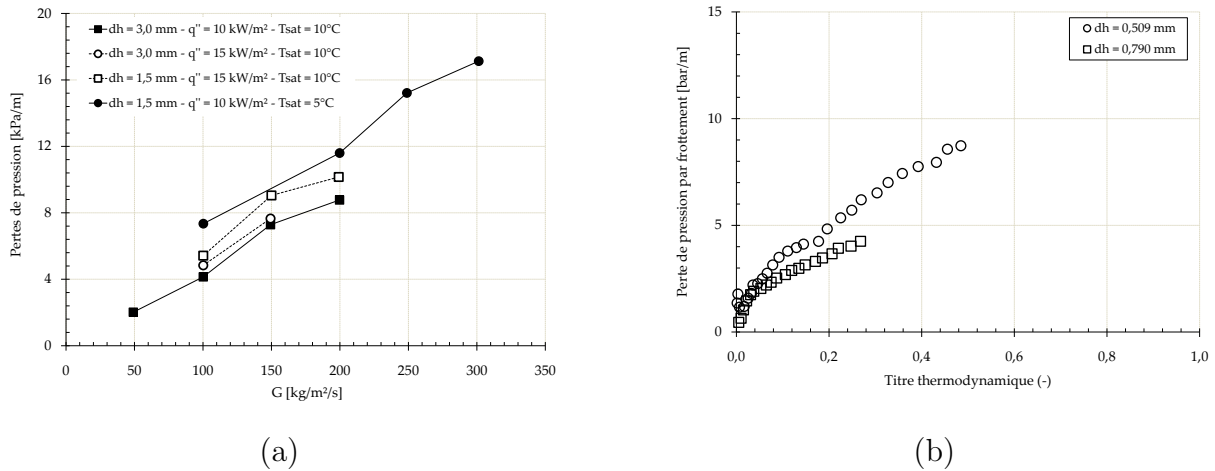 20
16
12
8
4
0
Pertes de pression [kPa/m]
dh = 3,0 mm - q" = 10 kW/m² - Tsat = 10°C
dh = 3,0 mm - q" = 15 kW/m² - Tsat = 10°C
dh = 1,5 mm - q" = 15 kW/m² - Tsat = 10°C
dh = 1,5 mm - q" = 10 kW/m² - Tsat = 5°C
0 50 100 150 200 250 300 350
G [kg/m²/s]
(a)
15
10
5
0
Perte de pression par frottement [bar/m]
dh = 0,509 mm
dh = 0,790 mm
0,0 0,2 0,4 0,6 0,8 1,0
Titre thermodynamique (-)
(b)